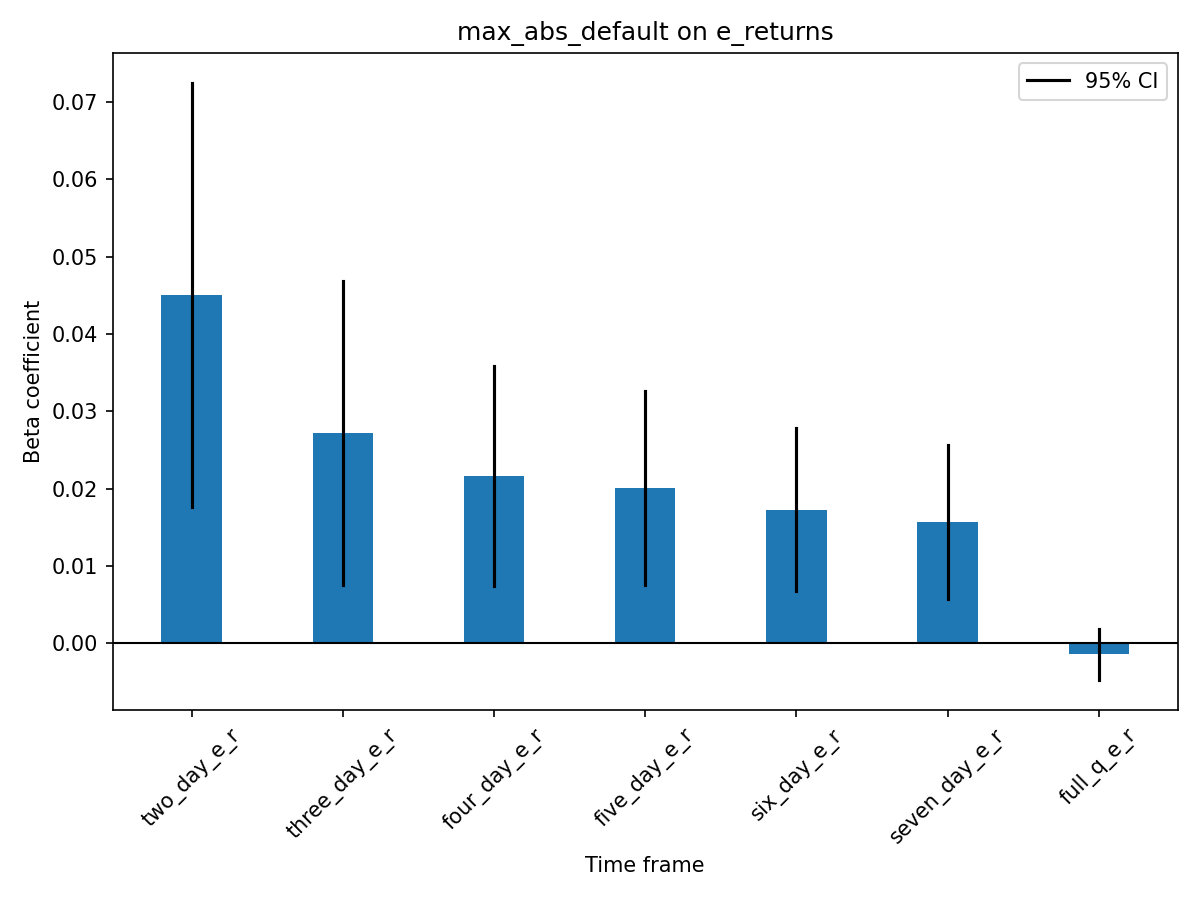 max_abs_default on e_returns
95% CI
0.07
0.06
0.05
0.04
0.03
0.02
0.01
0.00
Beta coefficient
two_day_e_r
three_day_e_r
four_day_e_r
five_day_e_r
six_day_e_r
seven_day_e_r
full_q_e_r
Time frame